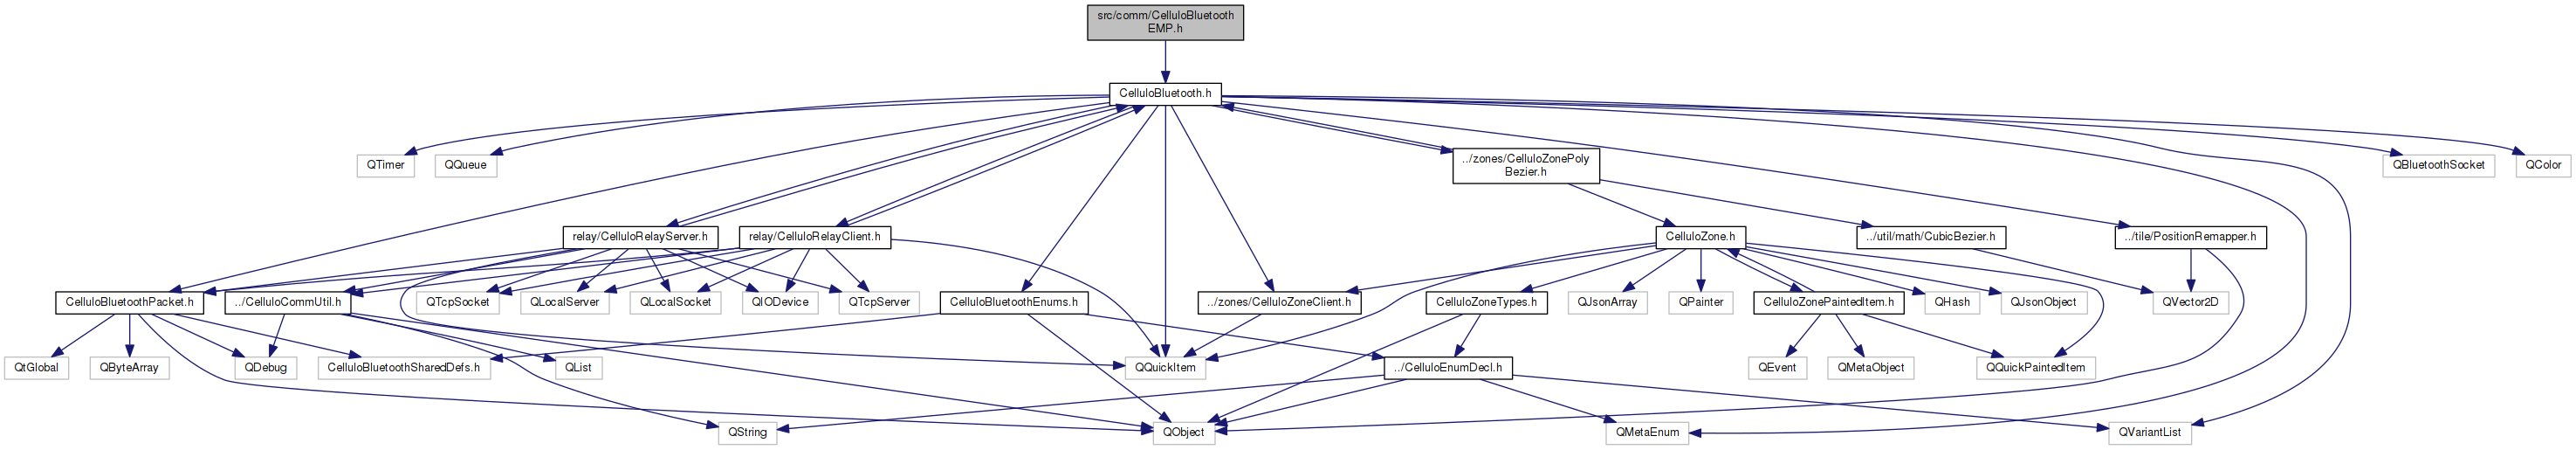 src/comm/CelluloBluetooth
EMP.h
CelluloBluetooth.h
QTimer
QQueue
../zones/CelluloZonePoly
Bezier.h
QBluetoothSocket
QColor
relay/CelluloRelayServer.h
relay/CelluloRelayClient.h
CelluloZone.h
../util/math/CubicBezier.h
../tile/PositionRemapper.h
CelluloBluetoothPacket.h
../CelluloCommUtil.h
QTcpSocket
QLocalServer
QLocalSocket
QIODevice
QTcpServer
CelluloBluetoothEnums.h
../zones/CelluloZoneClient.h
CelluloZoneTypes.h
QJsonArray
QPainter
CelluloZonePaintedItem.h
QHash
QJsonObject
QVector2D
QtGlobal
QByteArray
QDebug
CelluloBluetoothSharedDefs.h
QList
QQuickItem
../CelluloEnumDecl.h
QEvent
QMetaObject
QQuickPaintedItem
QString
QObject
QMetaEnum
QVariantList